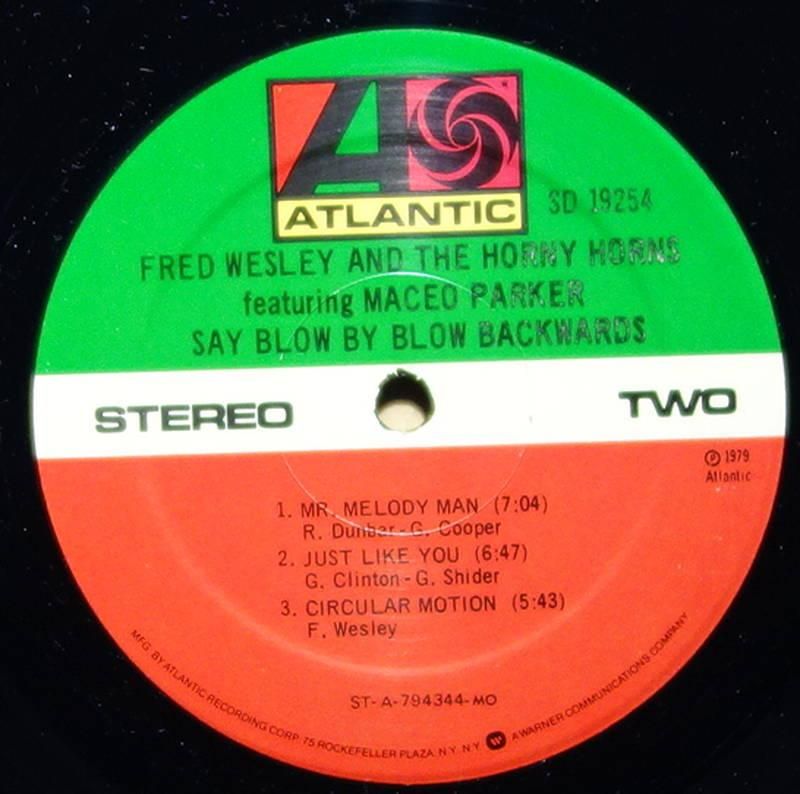 ATLANTIC
SD 19254
FRED WESLEY AND THE HORNY HORNS
featuring MACEO PARKER
SAY BLOW BY BLOW BACKWARDS
STEREO
TWO
Ⓟ 1979
Atlantic
1. MR. MELODY MAN (7:04)
R. Dunbar-G. Cooper
2. JUST LIKE YOU (6:47)
G. Clinton-G. Shider
3. CIRCULAR MOTION (5:43)
F. Wesley
ST-A-794344-MO
MFG. BY ATLANTIC RECORDING CORP. 75 ROCKEFELLER PLAZA. N.Y. N.Y. A WARNER COMMUNICATIONS COMPANY